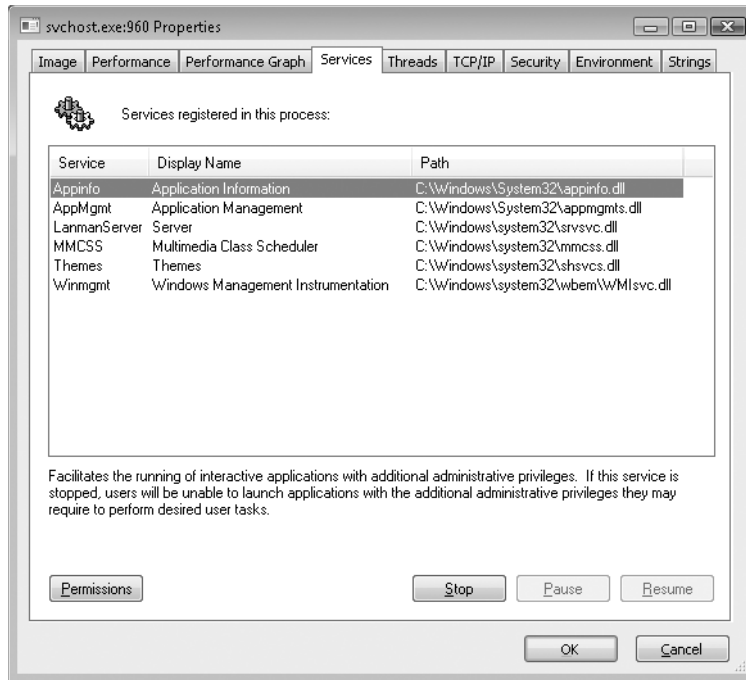 svchost.exe:960 Properties
Image Performance Performance Graph Services Threads TCP/IP Security Environment Strings
Services registered in this process:
Service Display Name Path
Appinfo Application Information C:\Windows\System32\appinfo.dll
AppMgmt Application Management C:\Windows\System32\appmgmts.dll
LanmanServer Server C:\Windows\system32\srvsvc.dll
MMCSS Multimedia Class Scheduler C:\Windows\system32\mmcss.dll
Themes Themes C:\Windows\system32\shsvcs.dll
Winmgmt Windows Management Instrumentation C:\Windows\system32\wbem\WMIsvc.dll
Facilitates the running of interactive applications with additional administrative privileges. If this service is
stopped, users will be unable to launch applications with the additional administrative privileges they may
require to perform desired user tasks.
Permissions Stop Pause Resume
OK Cancel